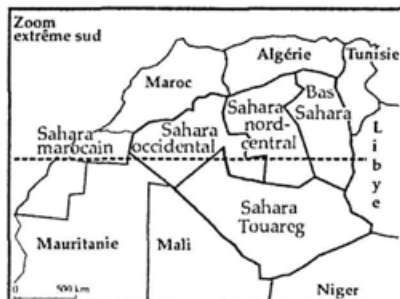 Zoom
extrême sud
Algérie
Tunisie
Maroc
Bas
Sahara
Sahara
nord-
central
Sahara
occidental
Sahara
marocain
Libye
Sahara
Touareg
Mauritanie
Mali
Niger
0 500 km